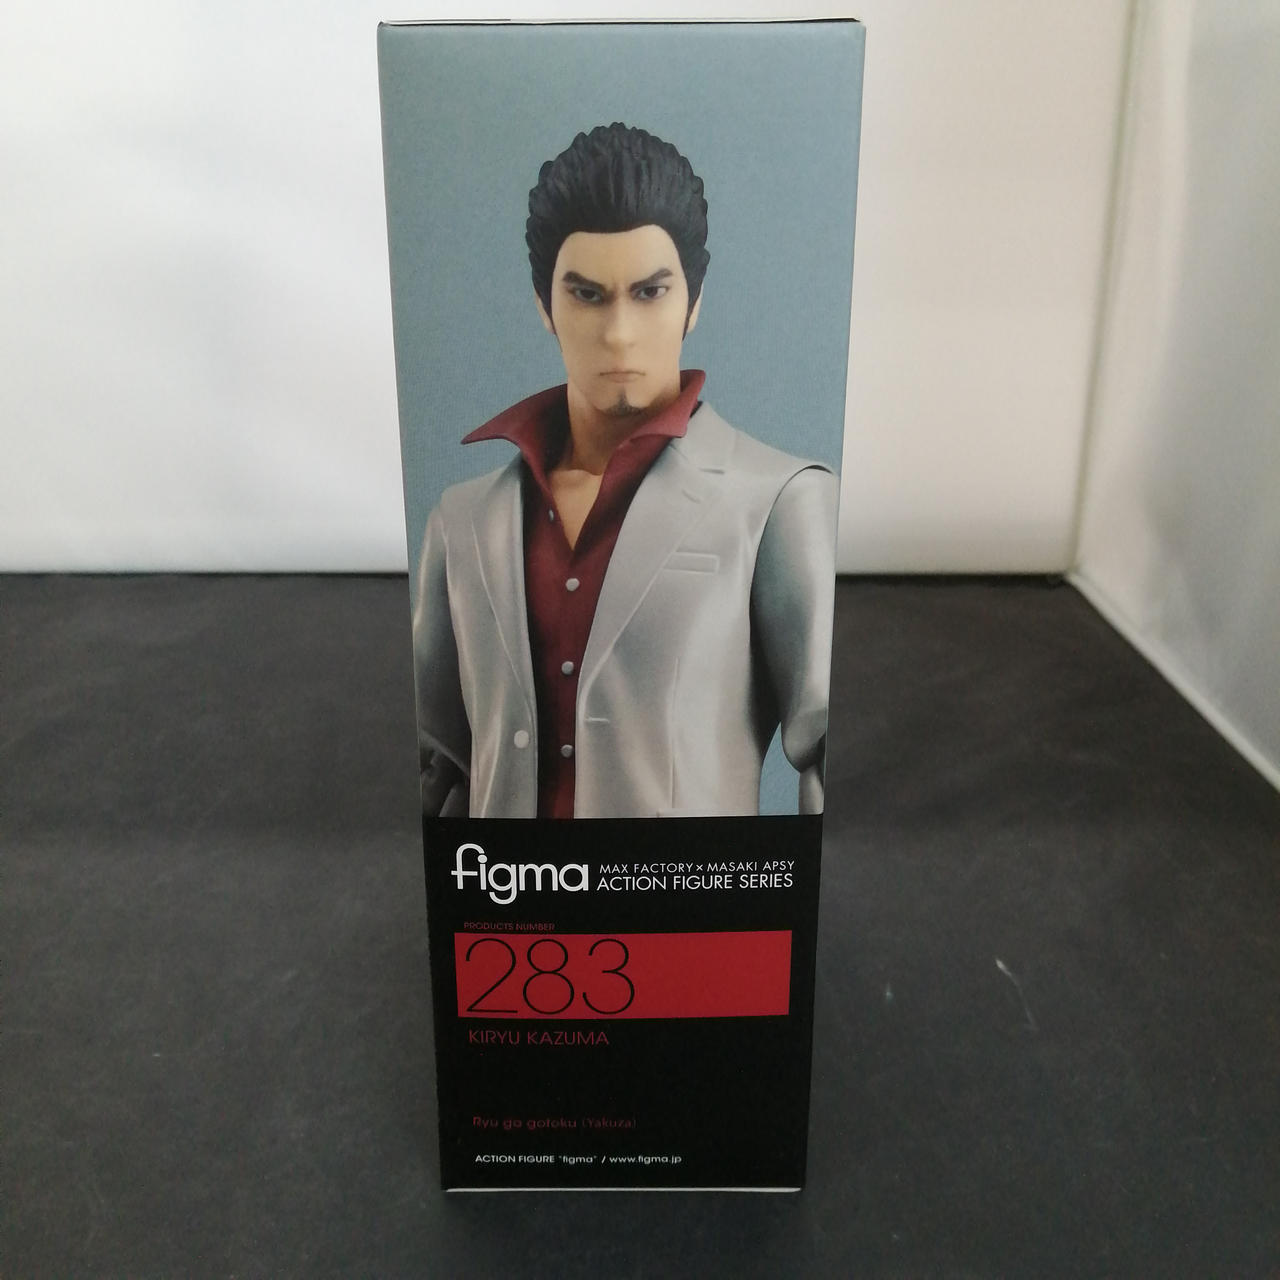 figma
MAX FACTORY × MASAKI APSY
ACTION FIGURE SERIES
PRODUCTS NUMBER
283
KIRYU KAZUMA
Ryu ga gotoku (Yakuza)
ACTION FIGURE "figma" / www.figma.jp